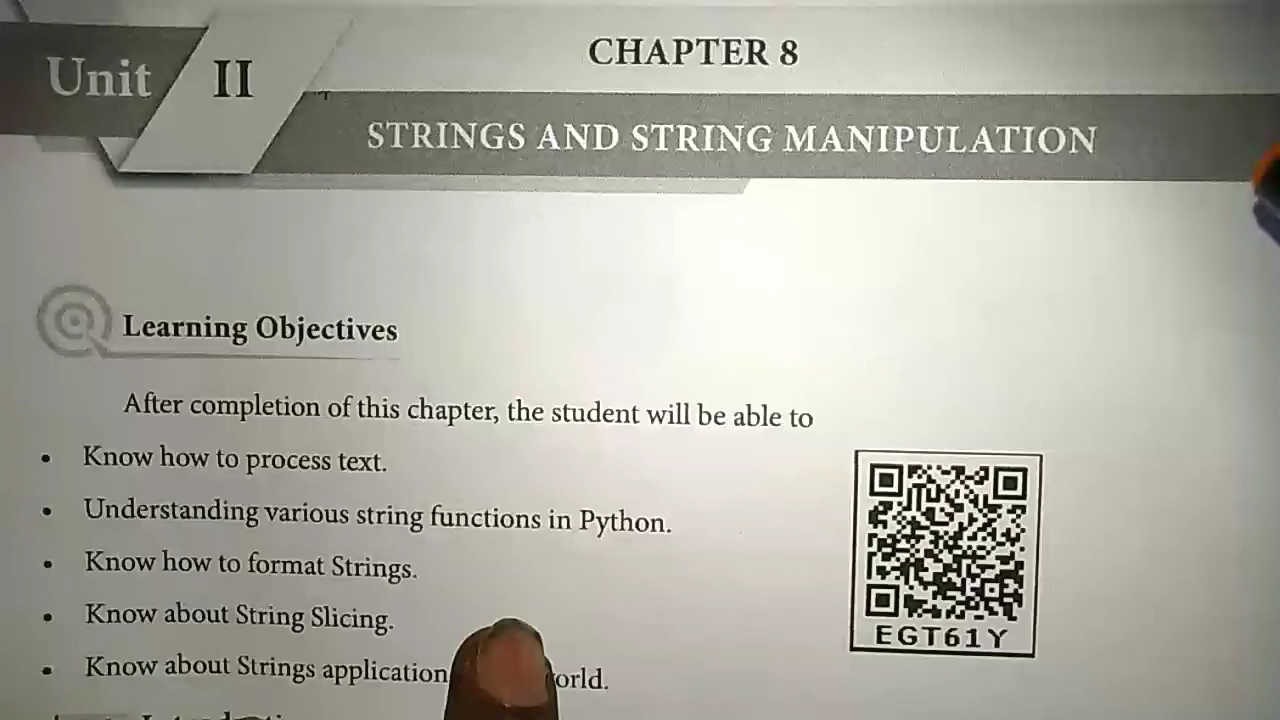 Unit II
CHAPTER 8
STRINGS AND STRING MANIPULATION
Learning Objectives
After completion of this chapter, the student will be able to
• Know how to process text.
• Understanding various string functions in Python.
• Know how to format Strings.
• Know about String Slicing.
• Know about Strings application
EGT61Y